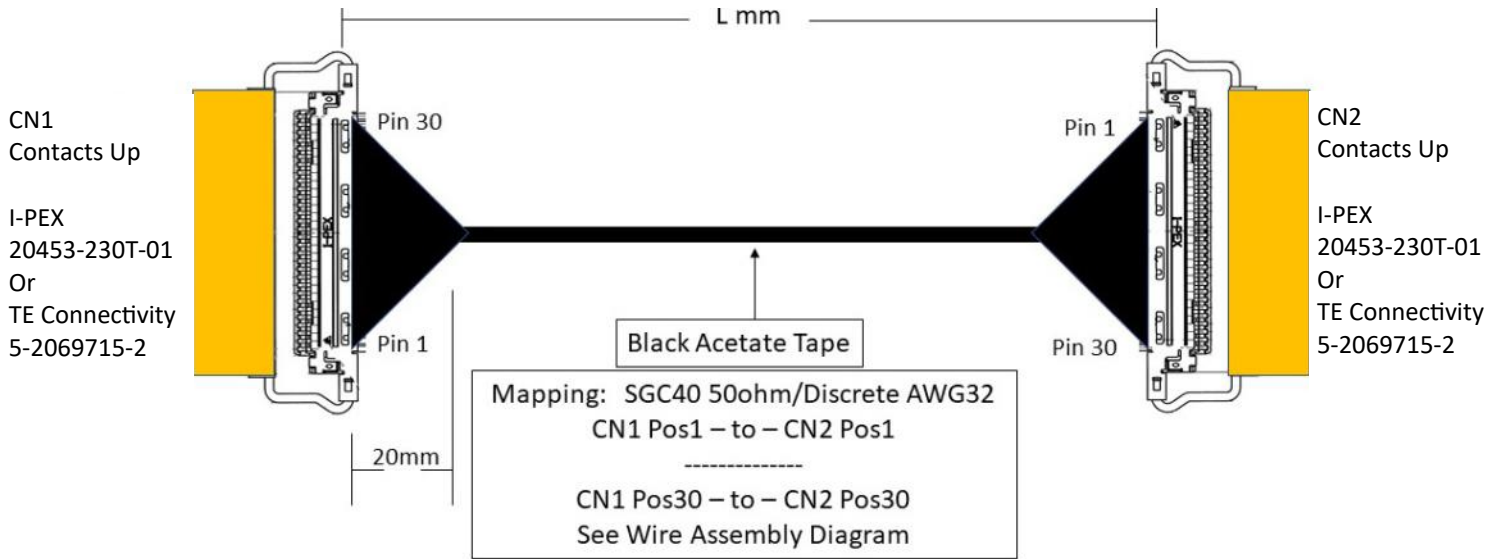 L mm
CN1
Contacts Up
I-PEX
20453-230T-01
Or
TE Connectivity
5-2069715-2
Pin 30
Pin 1
I-PEX
20mm
Black Acetate Tape
Mapping: SGC40 50ohm/Discrete AWG32
CN1 Pos1 – to – CN2 Pos1
--------------
CN1 Pos30 – to – CN2 Pos30
See Wire Assembly Diagram
Pin 1
Pin 30
I-PEX
CN2
Contacts Up
I-PEX
20453-230T-01
Or
TE Connectivity
5-2069715-2